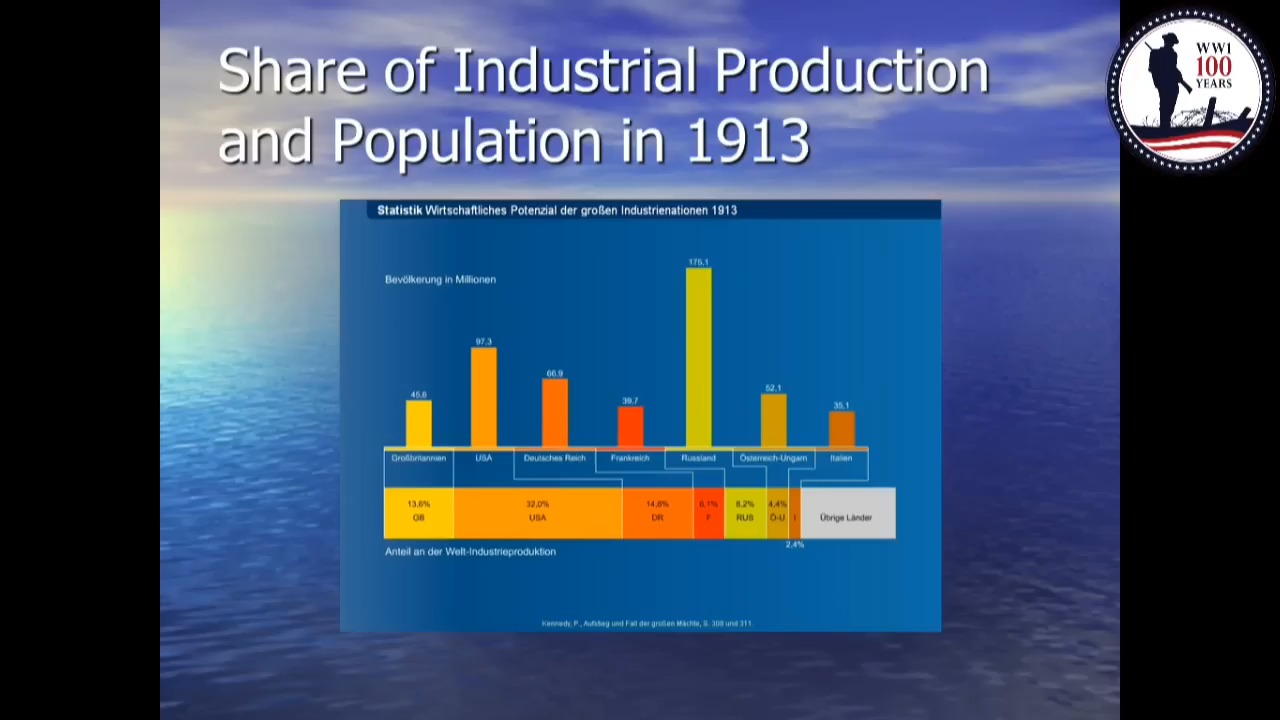 Share of Industrial Production
and Population in 1913
WW1
100
YEARS
Statistik Wirtschaftliches Potenzial der großen Industrienationen 1913
Bevölkerung in Millionen
175.1
97.3
66.9
52.1
45.6
39.7
35.1
Großbritannien USA Deutsches Reich Frankreich Russland Österreich-Ungarn Italien
13,6% 32,0% 14,8% 6,1% 8,2% 4,4%
GB USA DR F RUS Ö-U I Übrige Länder
2,4%
Anteil an der Welt-Industrieproduktion
Kennedy, P., Aufstieg und Fall der großen Mächte, S. 308 und 311.